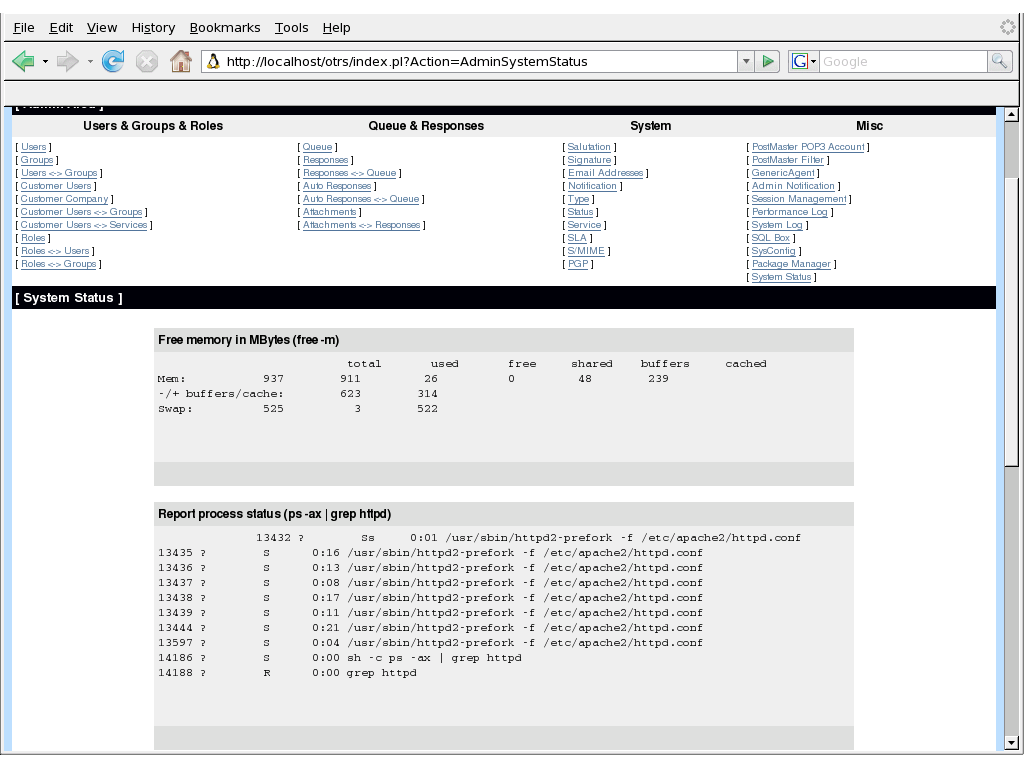 File Edit View History Bookmarks Tools Help
http://localhost/otrs/index.pl?Action=AdminSystemStatus G Google
Users & Groups & Roles Queue & Responses System Misc
[ Users ] [ Queue ] [ Salutation ] [ PostMaster POP3 Account ]
[ Groups ] [ Responses ] [ Signature ] [ PostMaster Filter ]
[ Users <-> Groups ] [ Responses <-> Queue ] [ Email Addresses ] [ GenericAgent ]
[ Customer Users ] [ Auto Responses ] [ Notification ] [ Admin Notification ]
[ Customer Company ] [ Auto Responses <-> Queue ] [ Type ] [ Session Management ]
[ Customer Users <-> Groups ] [ Attachments ] [ Status ] [ Performance Log ]
[ Customer Users <-> Services ] [ Attachments <-> Responses ] [ Service ] [ System Log ]
[ Roles ] [ SLA ] [ SQL Box ]
[ Roles <-> Users ] [ S/MIME ] [ SysConfig ]
[ Roles <-> Groups ] [ PGP ] [ Package Manager ]
[ System Status ]
[ System Status ]
Free memory in MBytes (free -m)
total used free shared buffers cached
Mem: 937 911 26 0 48 239
-/+ buffers/cache: 623 314
Swap: 525 3 522
Report process status (ps -ax | grep httpd)
13432 ? Ss 0:01 /usr/sbin/httpd2-prefork -f /etc/apache2/httpd.conf
13435 ? S 0:16 /usr/sbin/httpd2-prefork -f /etc/apache2/httpd.conf
13436 ? S 0:13 /usr/sbin/httpd2-prefork -f /etc/apache2/httpd.conf
13437 ? S 0:08 /usr/sbin/httpd2-prefork -f /etc/apache2/httpd.conf
13438 ? S 0:17 /usr/sbin/httpd2-prefork -f /etc/apache2/httpd.conf
13439 ? S 0:11 /usr/sbin/httpd2-prefork -f /etc/apache2/httpd.conf
13444 ? S 0:21 /usr/sbin/httpd2-prefork -f /etc/apache2/httpd.conf
13597 ? S 0:04 /usr/sbin/httpd2-prefork -f /etc/apache2/httpd.conf
14186 ? S 0:00 sh -c ps -ax | grep httpd
14188 ? R 0:00 grep httpd